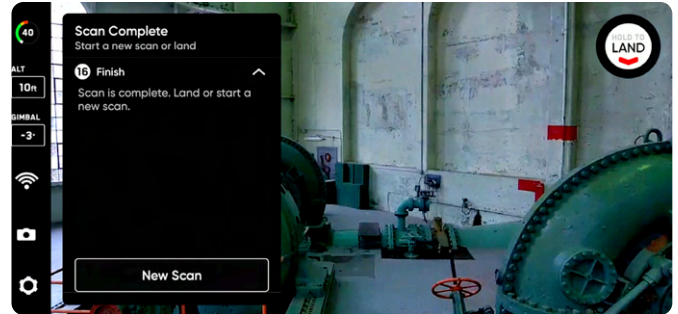 40
ALT
10ft
GIMBAL
-3°
Scan Complete
Start a new scan or land
16 Finish
Scan is complete. Land or start a
new scan.
New Scan
HOLD TO
LAND